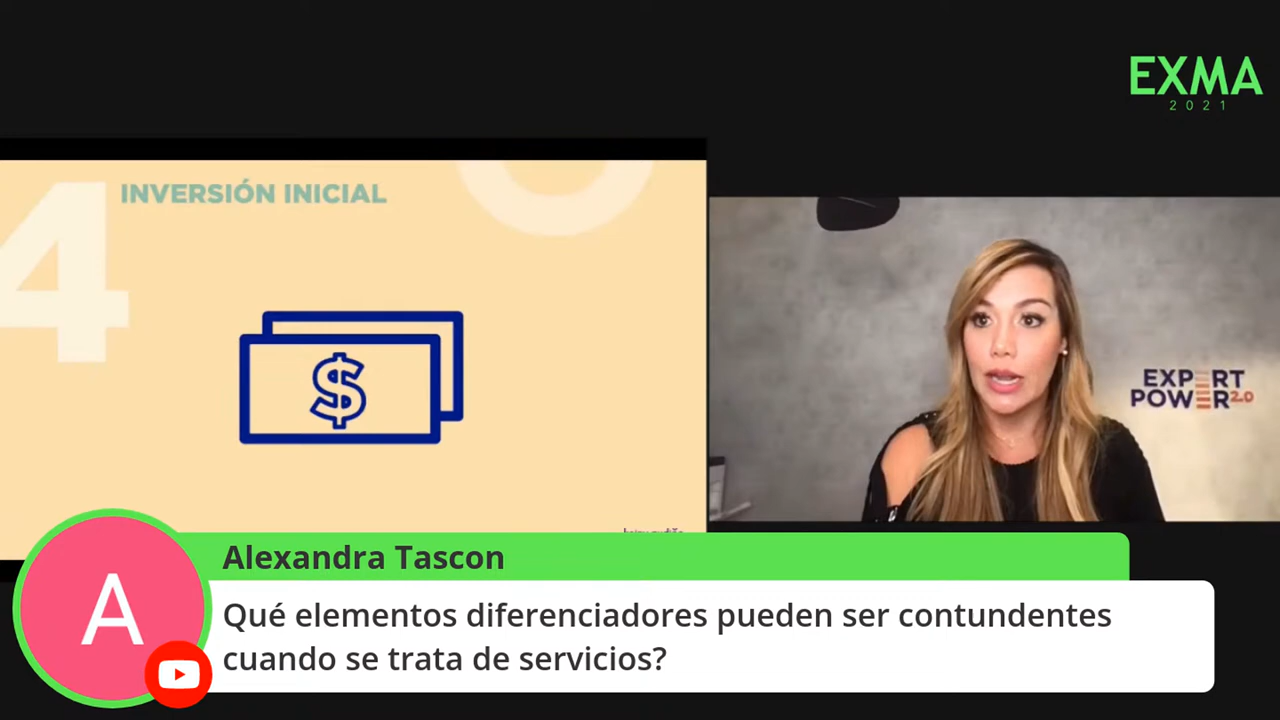 EXMA
2021
4
INVERSIÓN INICIAL
$
EXPERT
POWER 2.0
Alexandra Tascon
A
Qué elementos diferenciadores pueden ser contundentes
cuando se trata de servicios?